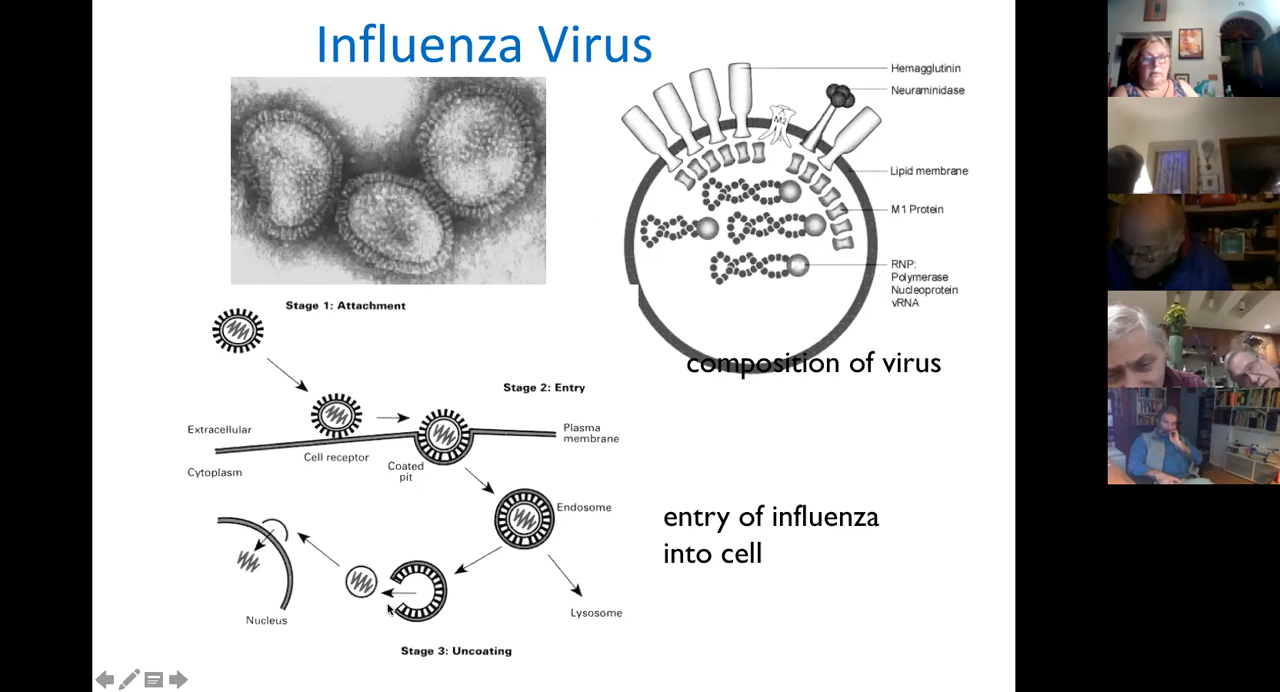 Influenza Virus
Hemagglutinin
Neuraminidase
M2
Lipid membrane
M1 Protein
RNP:
Polymerase
Nucleoprotein
vRNA
composition of virus
Stage 1: Attachment
Stage 2: Entry
Extracellular
Plasma
membrane
Cell receptor
Cytoplasm
Coated
pit
Endosome
entry of influenza
into cell
Lysosome
Nucleus
Stage 3: Uncoating